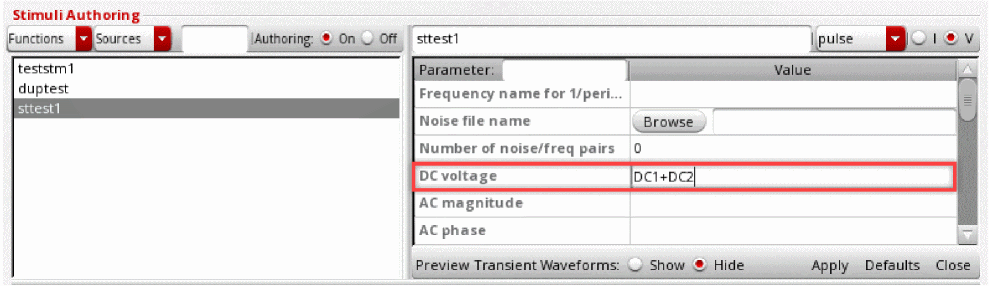 Stimuli Authoring
Functions Sources Authoring: On Off sttest1 pulse I V
teststm1
duptest
sttest1
Parameter: Value
Frequency name for 1/peri...
Noise file name Browse
Number of noise/freq pairs 0
DC voltage DC1+DC2
AC magnitude
AC phase
Preview Transient Waveforms: Show Hide Apply Defaults Close